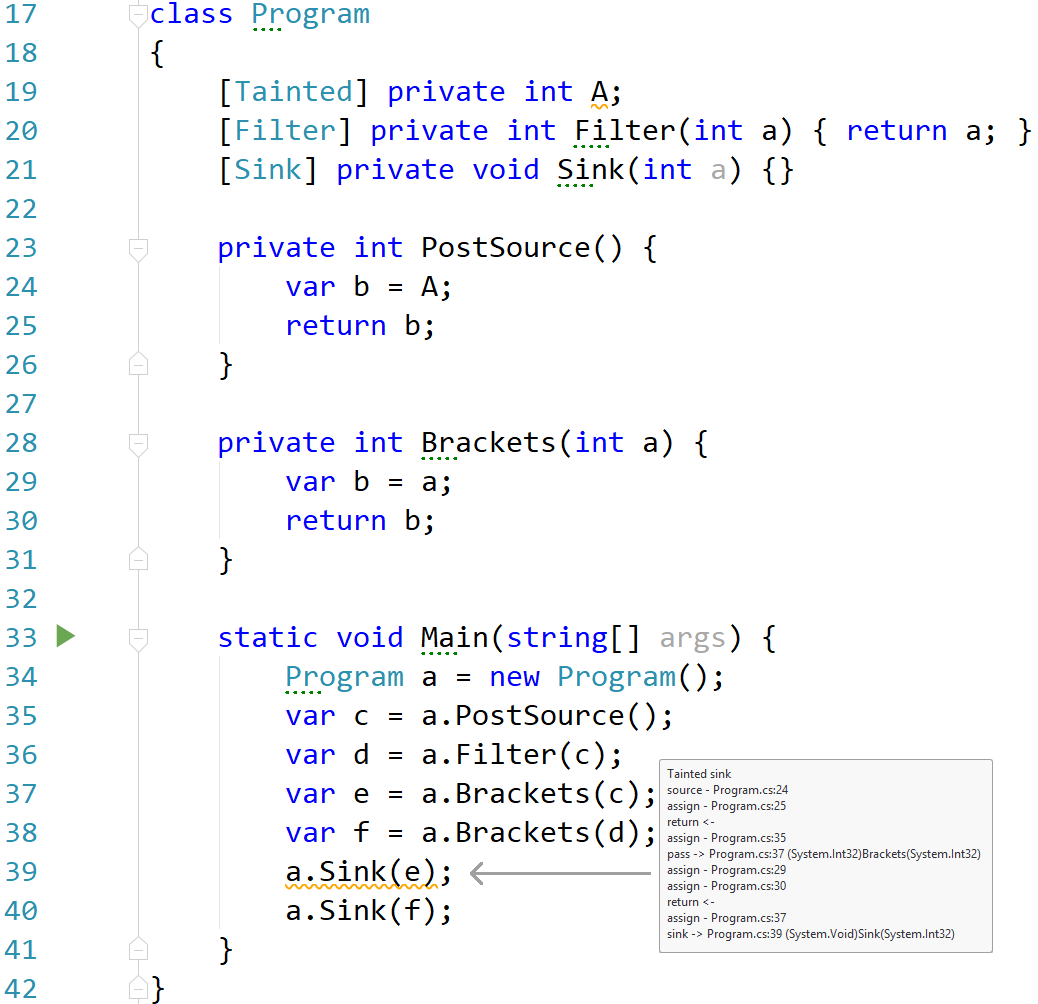 17 class Program
18 {
19 [Tainted] private int A;
20 [Filter] private int Filter(int a) { return a; }
21 [Sink] private void Sink(int a) {}
22
23 private int PostSource() {
24 var b = A;
25 return b;
26 }
27
28 private int Brackets(int a) {
29 var b = a;
30 return b;
31 }
32
33 static void Main(string[] args) {
34 Program a = new Program();
35 var c = a.PostSource();
36 var d = a.Filter(c);
37 var e = a.Brackets(c);
38 var f = a.Brackets(d);
39 a.Sink(e);
40 a.Sink(f);
41 }
42 }
Tainted sink
source - Program.cs:24
assign - Program.cs:25
return <-
assign - Program.cs:35
pass -> Program.cs:37 (System.Int32)Brackets(System.Int32)
assign - Program.cs:29
assign - Program.cs:30
return <-
assign - Program.cs:37
sink -> Program.cs:39 (System.Void)Sink(System.Int32)